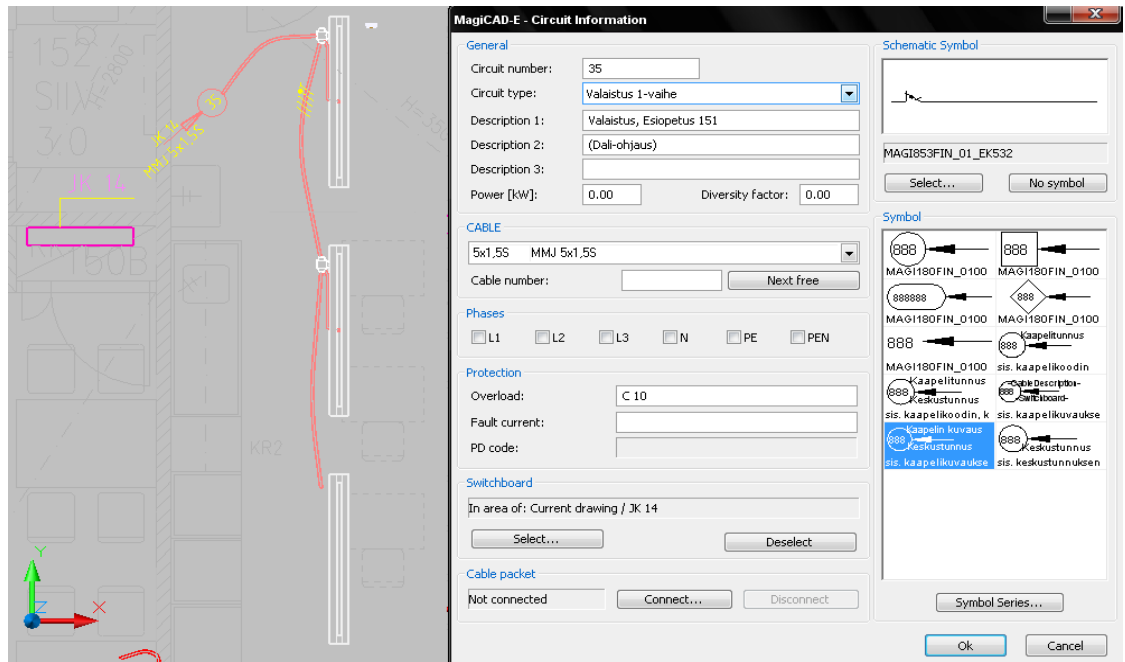 152
SIIV
3.0
H=2800
35
JK 14
MMJ 5x1,5S
JK 14
150B
KR2
Y
Z
X
MagiCAD-E - Circuit Information
General
Circuit number: 35
Circuit type: Valaistus 1-vaihe
Description 1: Valaistus, Esiopetus 151
Description 2: (Dali-ohjaus)
Description 3:
Power [kW]: 0.00 Diversity factor: 0.00
CABLE
5x1,5S MMJ 5x1,5S
Cable number: Next free
Phases
L1 L2 L3 N PE PEN
Protection
Overload: C 10
Fault current:
PD code:
Switchboard
In area of: Current drawing / JK 14
Select... Deselect
Cable packet
Not connected Connect... Disconnect
Schematic Symbol
MAGI853FIN_01_EK532
Select... No symbol
Symbol
888 888
MAGI180FIN_0100 MAGI180FIN_0100
888888 888
MAGI180FIN_0100 MAGI180FIN_0100
888 888 Kaapelitunnus
MAGI180FIN_0100 sis. kaapelikoodin
Kaapelitunnus -Cable Description-
888 888
Keskustunnus -Switchboard-
sis. kaapelikoodin, k sis. kaapelikuvaukse
Kaapelin kuvaus
888 888
Keskustunnus Keskustunnus
sis. kaapelikuvaukse sis. keskustunnuksen
Symbol Series...
Ok Cancel